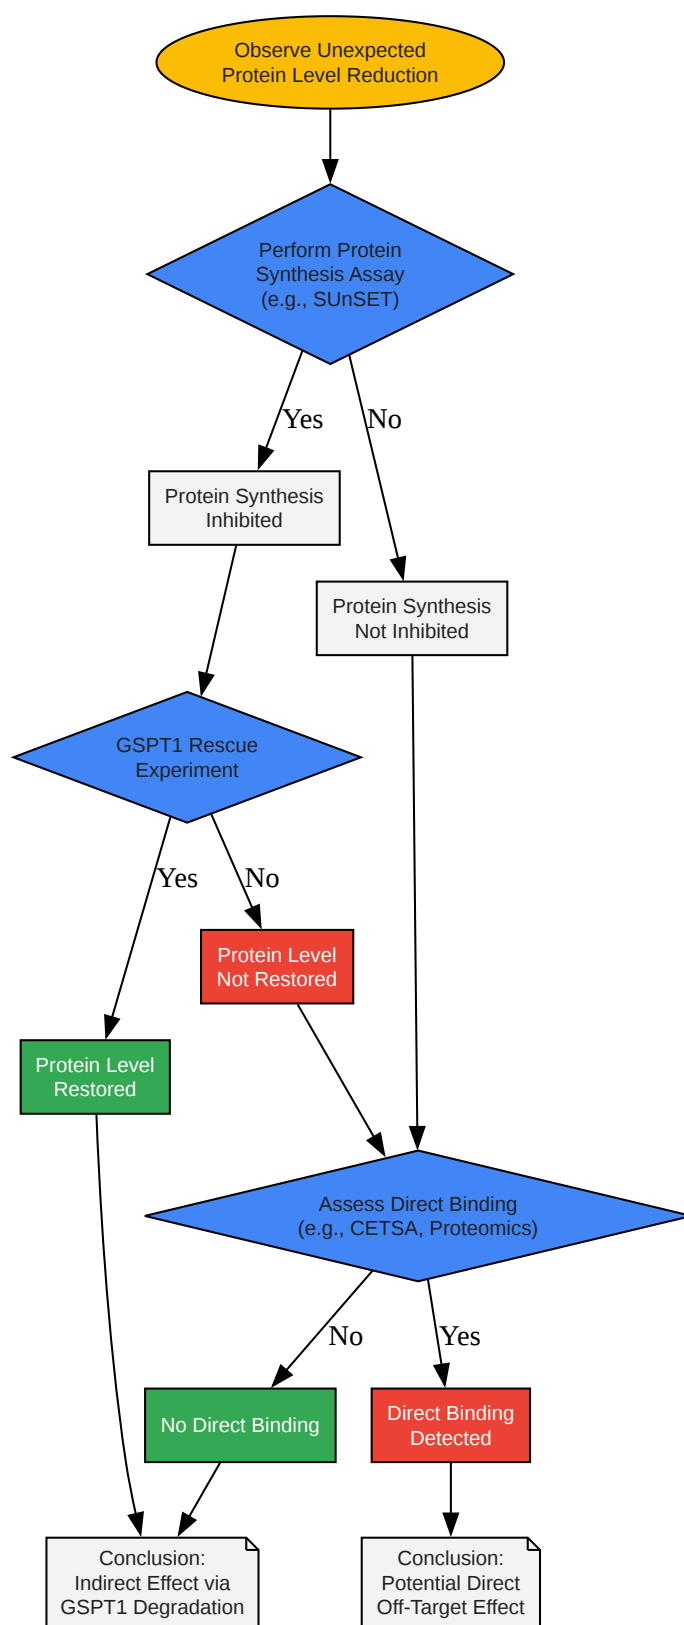 Observe Unexpected
Protein Level Reduction
Perform Protein
Synthesis Assay
(e.g., SUnSET)
Yes
No
Protein Synthesis
Inhibited
Protein Synthesis
Not Inhibited
GSPT1 Rescue
Experiment
Yes
No
Protein Level
Not Restored
Protein Level
Restored
Assess Direct Binding
(e.g., CETSA, Proteomics)
No
Yes
No Direct Binding
Direct Binding
Detected
Conclusion:
Indirect Effect via
GSPT1 Degradation
Conclusion:
Potential Direct
Off-Target Effect